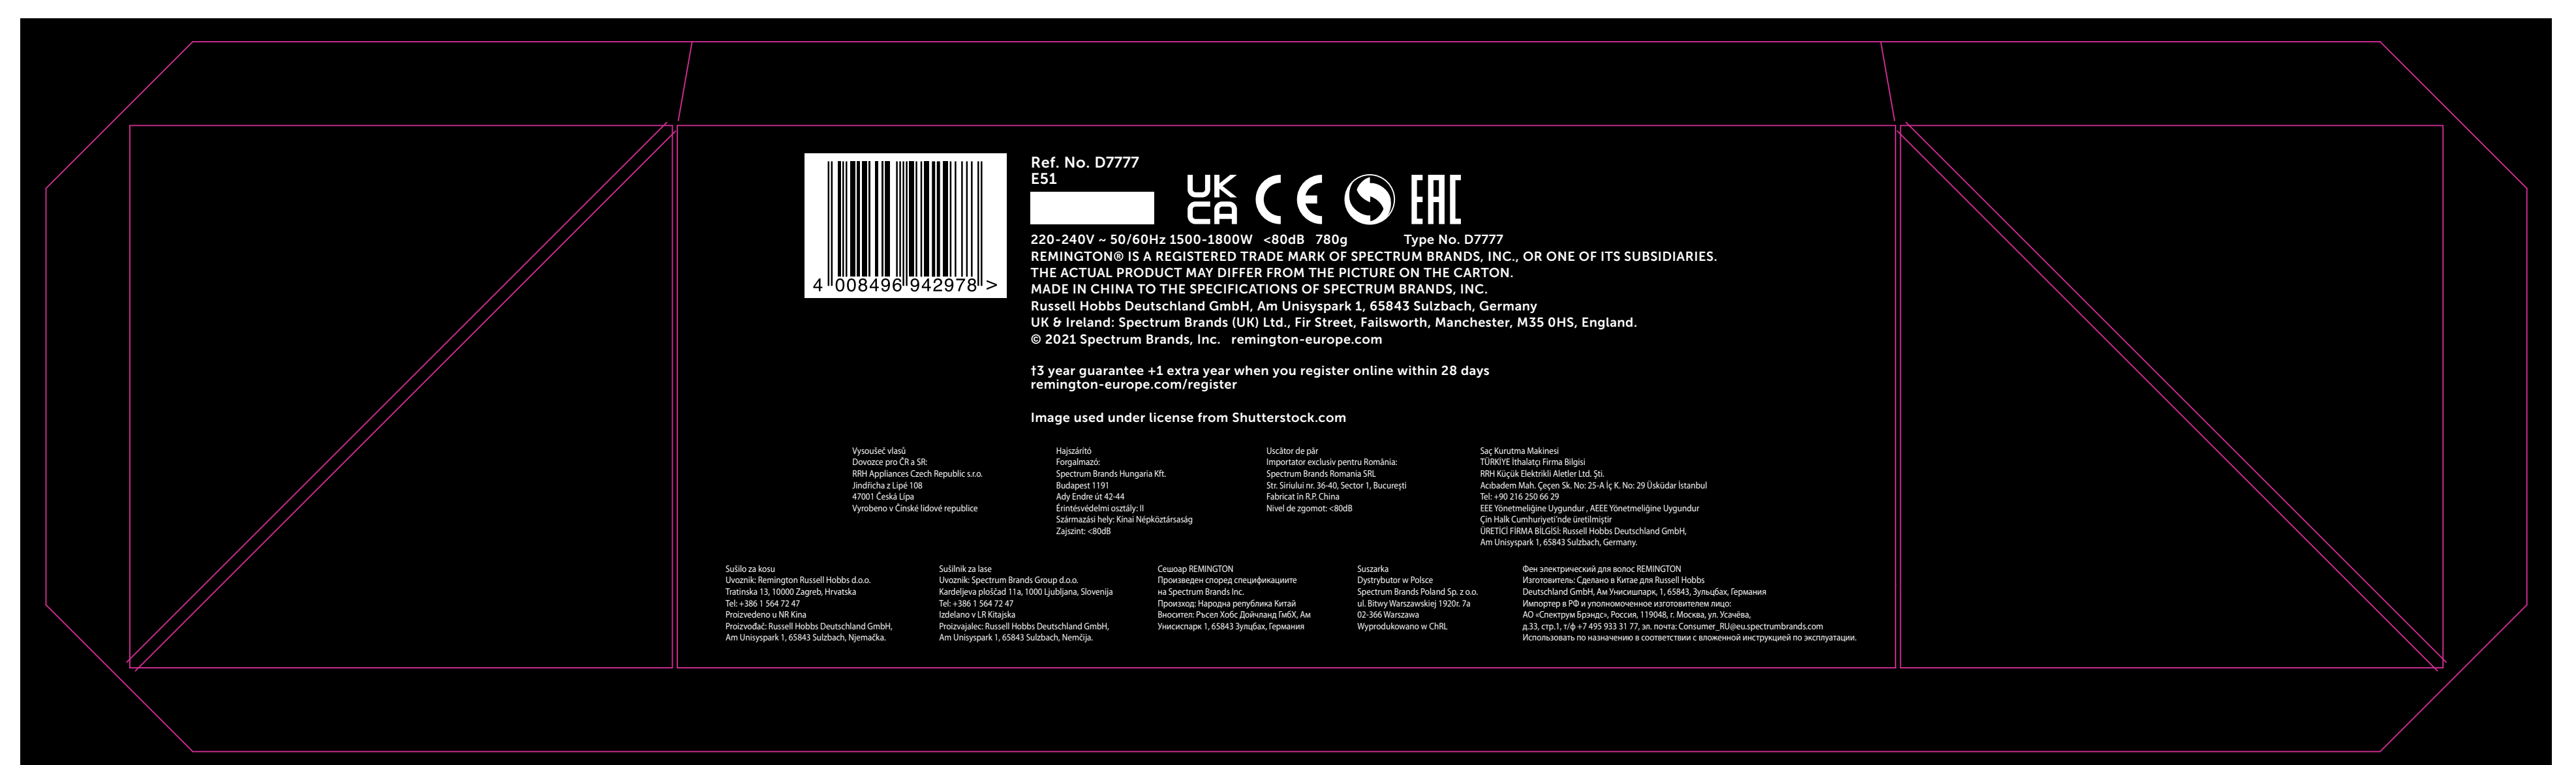 4 008496 942978 >
Ref. No. D7777
E51
UK
CA
CE
EAC
220-240V ~ 50/60Hz 1500-1800W <80dB 780g Type No. D7777
REMINGTON® IS A REGISTERED TRADE MARK OF SPECTRUM BRANDS, INC., OR ONE OF ITS SUBSIDIARIES.
THE ACTUAL PRODUCT MAY DIFFER FROM THE PICTURE ON THE CARTON.
MADE IN CHINA TO THE SPECIFICATIONS OF SPECTRUM BRANDS, INC.
Russell Hobbs Deutschland GmbH, Am Unisyspark 1, 65843 Sulzbach, Germany
UK & Ireland: Spectrum Brands (UK) Ltd., Fir Street, Failsworth, Manchester, M35 0HS, England.
© 2021 Spectrum Brands, Inc. remington-europe.com
†3 year guarantee +1 extra year when you register online within 28 days
remington-europe.com/register
Image used under license from Shutterstock.com
Vysoušeč vlasů
Dovozce pro ČR a SR:
RRH Appliances Czech Republic s.r.o.
Jindřicha z Lipé 108
47001 Česká Lípa
Vyrobeno v Čínské lidové republice
Hajszárító
Forgalmazó:
Spectrum Brands Hungaria Kft.
Budapest 1191
Ady Endre út 42-44
Érintésvédelmi osztály: II
Származási hely: Kínai Népköztársaság
Zajszint: <80dB
Uscător de păr
Importator exclusiv pentru România:
Spectrum Brands Romania SRL
Str. Siriului nr. 36-40, Sector 1, București
Fabricat în R.P. China
Nivel de zgomot: <80dB
Saç Kurutma Makinesi
TÜRKİYE İthalatçı Firma Bilgisi
RRH Küçük Elektrikli Aletler Ltd. Şti.
Acıbadem Mah. Çeçen Sk. No: 25-A İç K. No: 29 Üsküdar İstanbul
Tel: +90 216 250 66 29
EEE Yönetmeliğine Uygundur , AEEE Yönetmeliğine Uygundur
Çin Halk Cumhuriyeti'nde üretilmiştir
ÜRETİCİ FİRMA BİLGİSİ: Russell Hobbs Deutschland GmbH,
Am Unisyspark 1, 65843 Sulzbach, Germany.
Sušilo za kosu
Uvoznik: Remington Russell Hobbs d.o.o.
Tratinska 13, 10000 Zagreb, Hrvatska
Tel: +386 1 564 72 47
Proizvedeno u NR Kina
Proizvođač: Russell Hobbs Deutschland GmbH,
Am Unisyspark 1, 65843 Sulzbach, Njemačka.
Sušilnik za lase
Uvoznik: Spectrum Brands Group d.o.o.
Kardeljeva ploščad 11a, 1000 Ljubljana, Slovenija
Tel: +386 1 564 72 47
Izdelano v LR Kitajska
Proizvajalec: Russell Hobbs Deutschland GmbH,
Am Unisyspark 1, 65843 Sulzbach, Nemčija.
Сешоар REMINGTON
Произведен според спецификациите
на Spectrum Brands Inc.
Произход: Народна република Китай
Вносител: Ръсел Хобс Дойчланд ГмбХ, Ам
Унисиспарк 1, 65843 Зулцбах, Германия
Suszarka
Dystrybutor w Polsce
Spectrum Brands Poland Sp. z o.o.
ul. Bitwy Warszawskiej 1920r. 7a
02-366 Warszawa
Wyprodukowano w ChRL
Фен электрический для волос REMINGTON
Изготовитель: Сделано в Китае для Russell Hobbs
Deutschland GmbH, Ам Унисишпарк, 1, 65843, Зульцбах, Германия
Импортер в РФ и уполномоченное изготовителем лицо:
АО «Спектрум Брэндс», Россия, 119048, г. Москва, ул. Усачёва,
д.33, стр.1, т/ф +7 495 933 31 77, эл. почта: Consumer_RU@eu.spectrumbrands.com
Использовать по назначению в соответствии с вложенной инструкцией по эксплуатации.